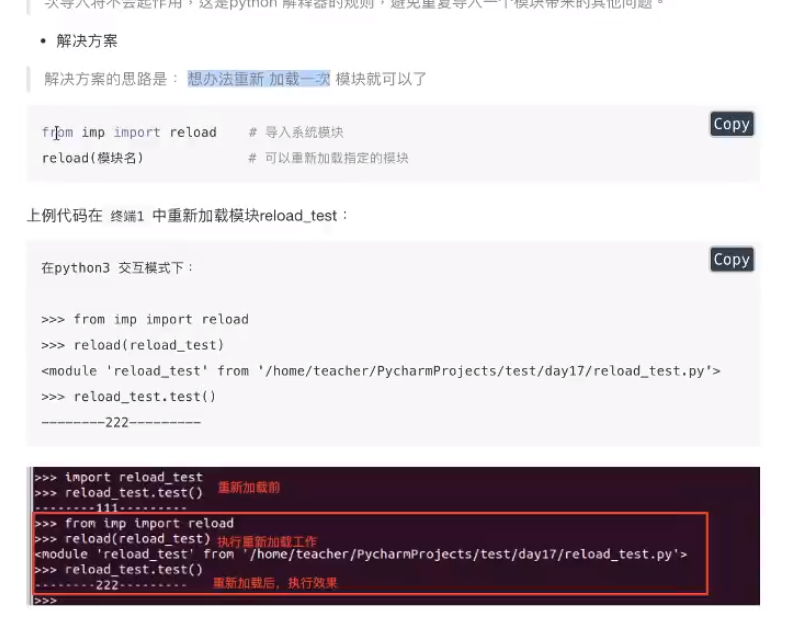 次导入将不会起作用，这是python 解释器的规则，避免重复导入一个模块带来的其他问题。
• 解决方案
解决方案的思路是： 想办法重新 加载一次 模块就可以了
Copy
from imp import reload    # 导入系统模块
reload(模块名)    # 可以重新加载指定的模块
上例代码在 终端1 中重新加载模块reload_test：
Copy
在python3 交互模式下：
>>> from imp import reload
>>> reload(reload_test)
<module 'reload_test' from '/home/teacher/PycharmProjects/test/day17/reload_test.py'>
>>> reload_test.test()
--------222---------
>>> import reload_test
>>> reload_test.test() 重新加载前
--------111---------
>>> from imp import reload
>>> reload(reload_test) 执行重新加载工作
<module 'reload_test' from '/home/teacher/PycharmProjects/test/day17/reload_test.py'>
>>> reload_test.test()
--------222--------- 重新加载后，执行效果
>>>